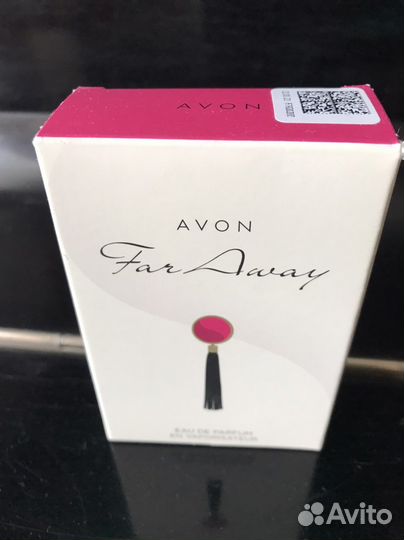 AVON
AVON
Far Away
EAU DE PARFUM
EN VAPORISATEUR
Avito